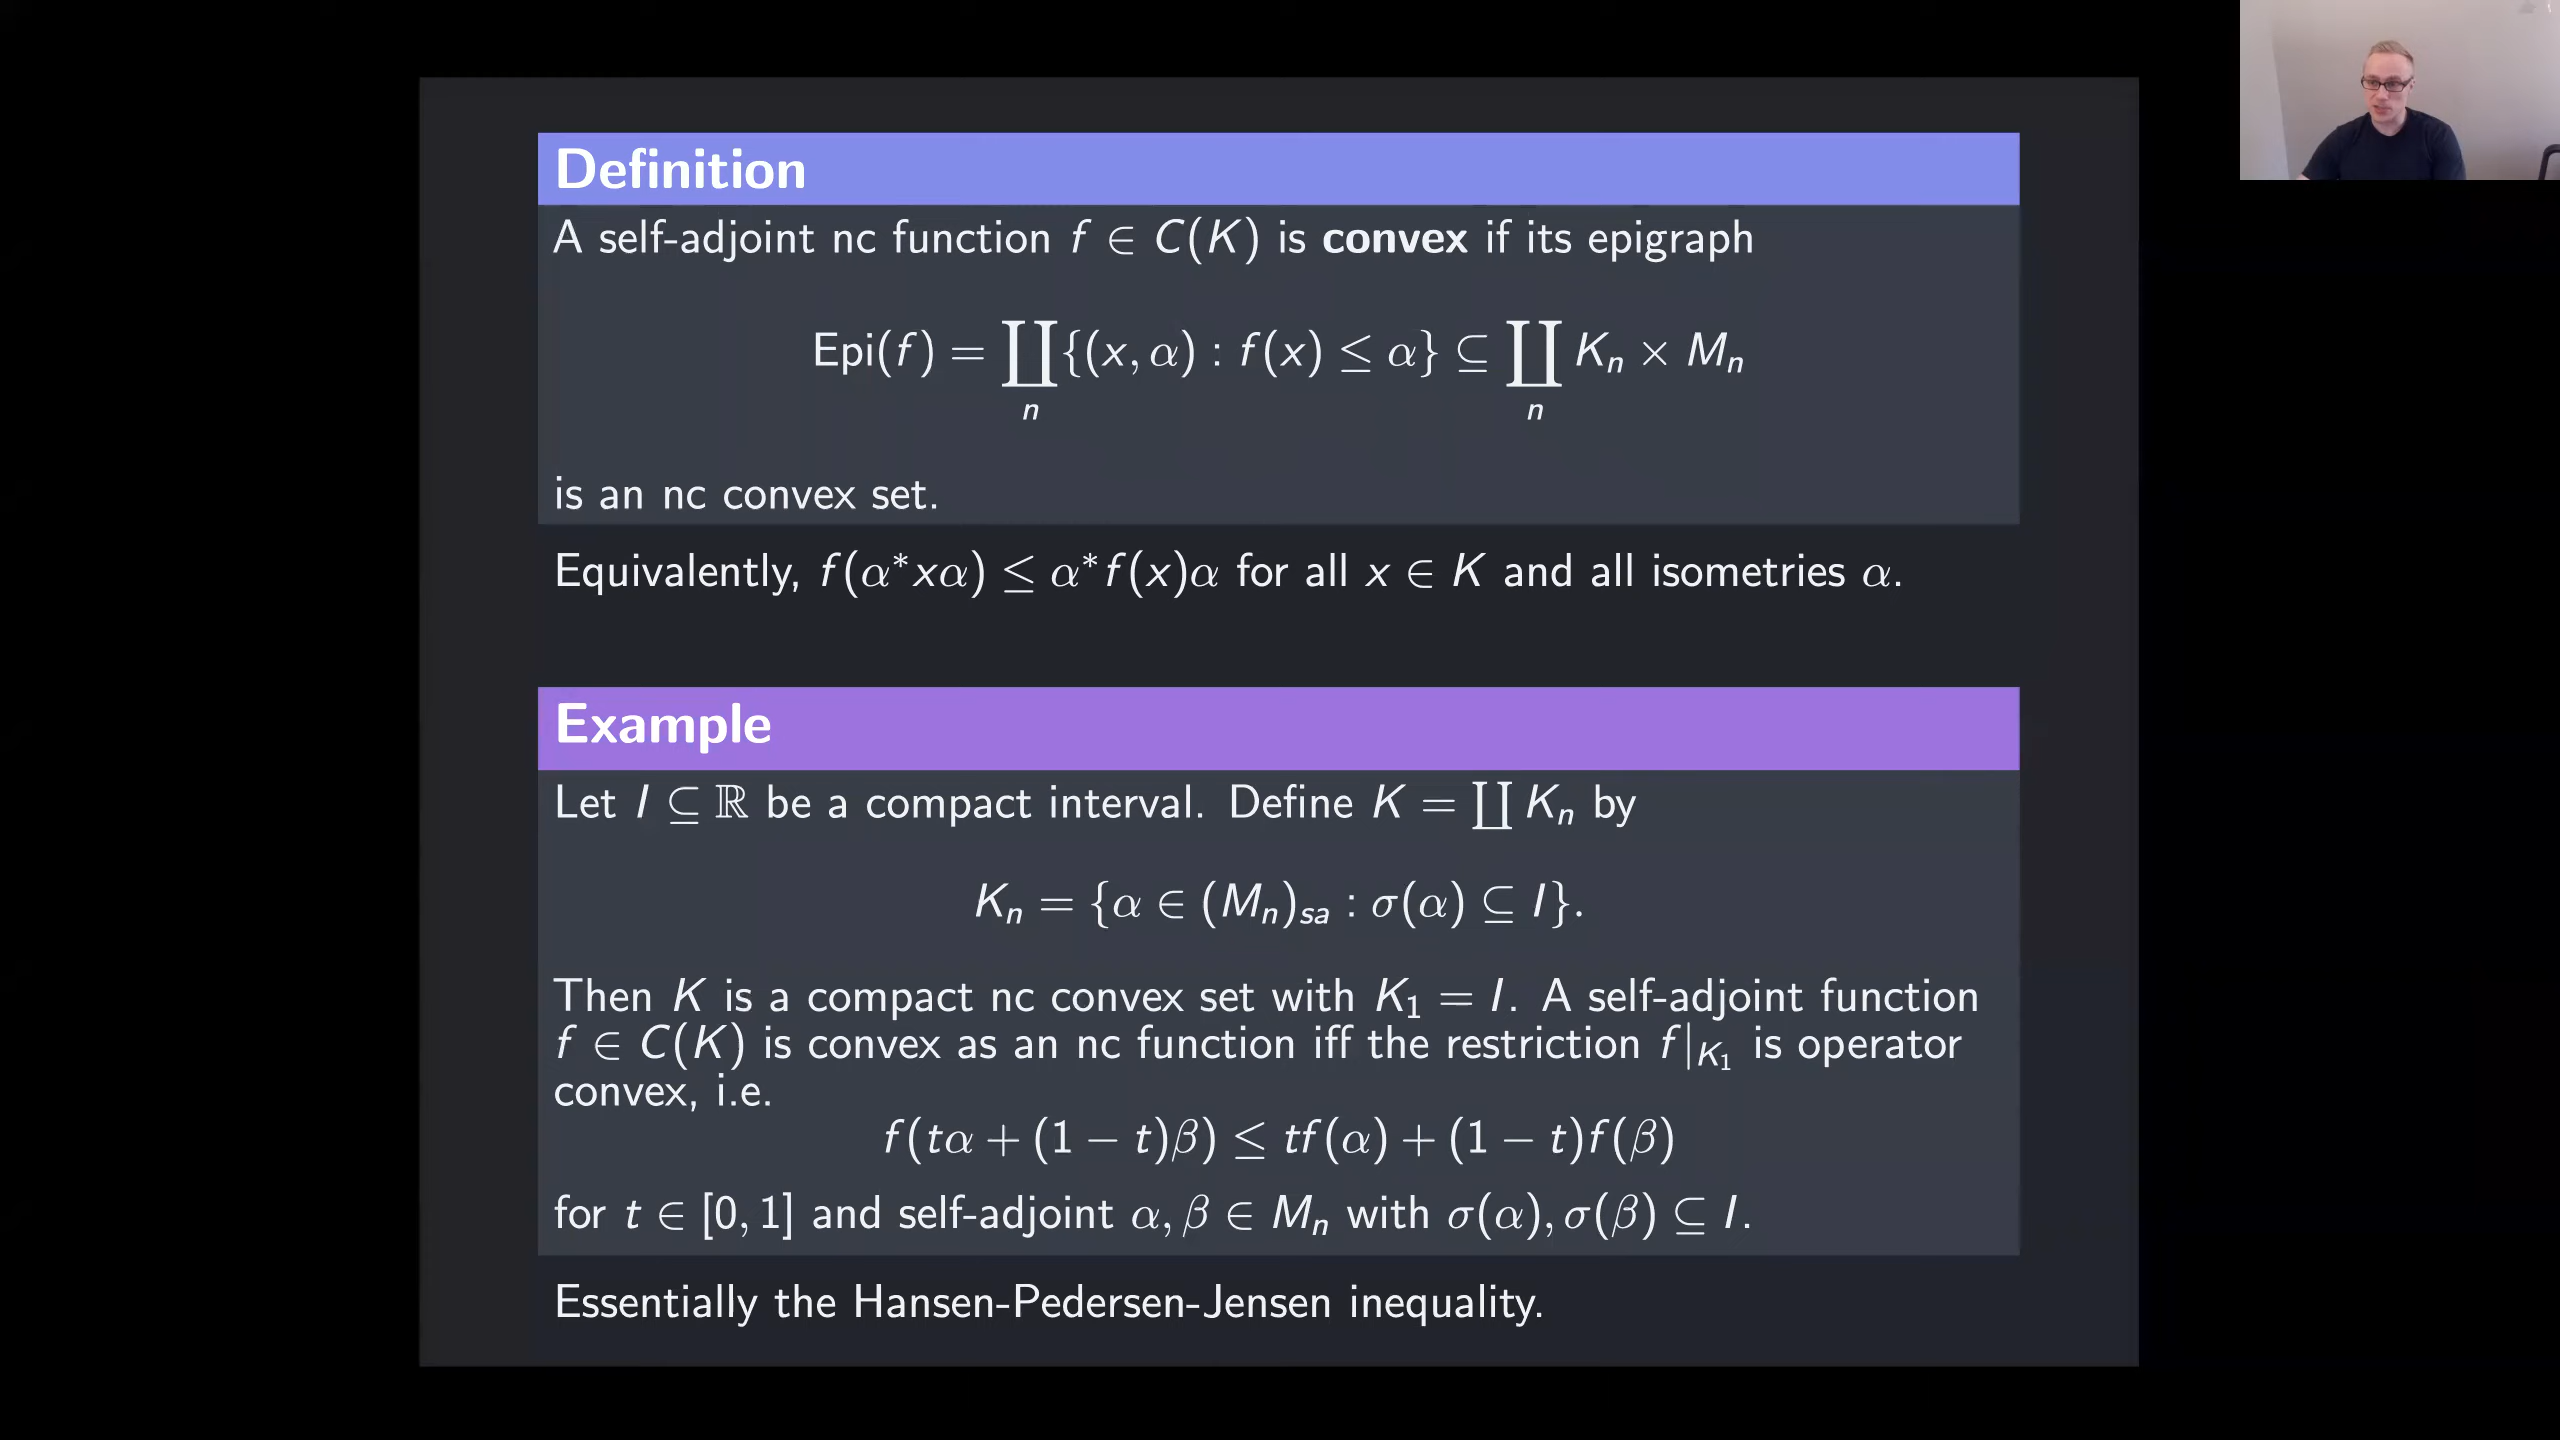 Definition
A self-adjoint nc function f ∈ C(K) is convex if its epigraph
Epi(f) = ∐_n {(x, α) : f(x) ≤ α} ⊆ ∐_n K_n × M_n
is an nc convex set.
Equivalently, f(α*xα) ≤ α*f(x)α for all x ∈ K and all isometries α.
Example
Let I ⊆ ℝ be a compact interval. Define K = ∐ K_n by
K_n = {α ∈ (M_n)_sa : σ(α) ⊆ I}.
Then K is a compact nc convex set with K_1 = I. A self-adjoint function
f ∈ C(K) is convex as an nc function iff the restriction f|_{K_1} is operator
convex, i.e.
f(tα + (1 − t)β) ≤ tf(α) + (1 − t)f(β)
for t ∈ [0, 1] and self-adjoint α, β ∈ M_n with σ(α), σ(β) ⊆ I.
Essentially the Hansen-Pedersen-Jensen inequality.